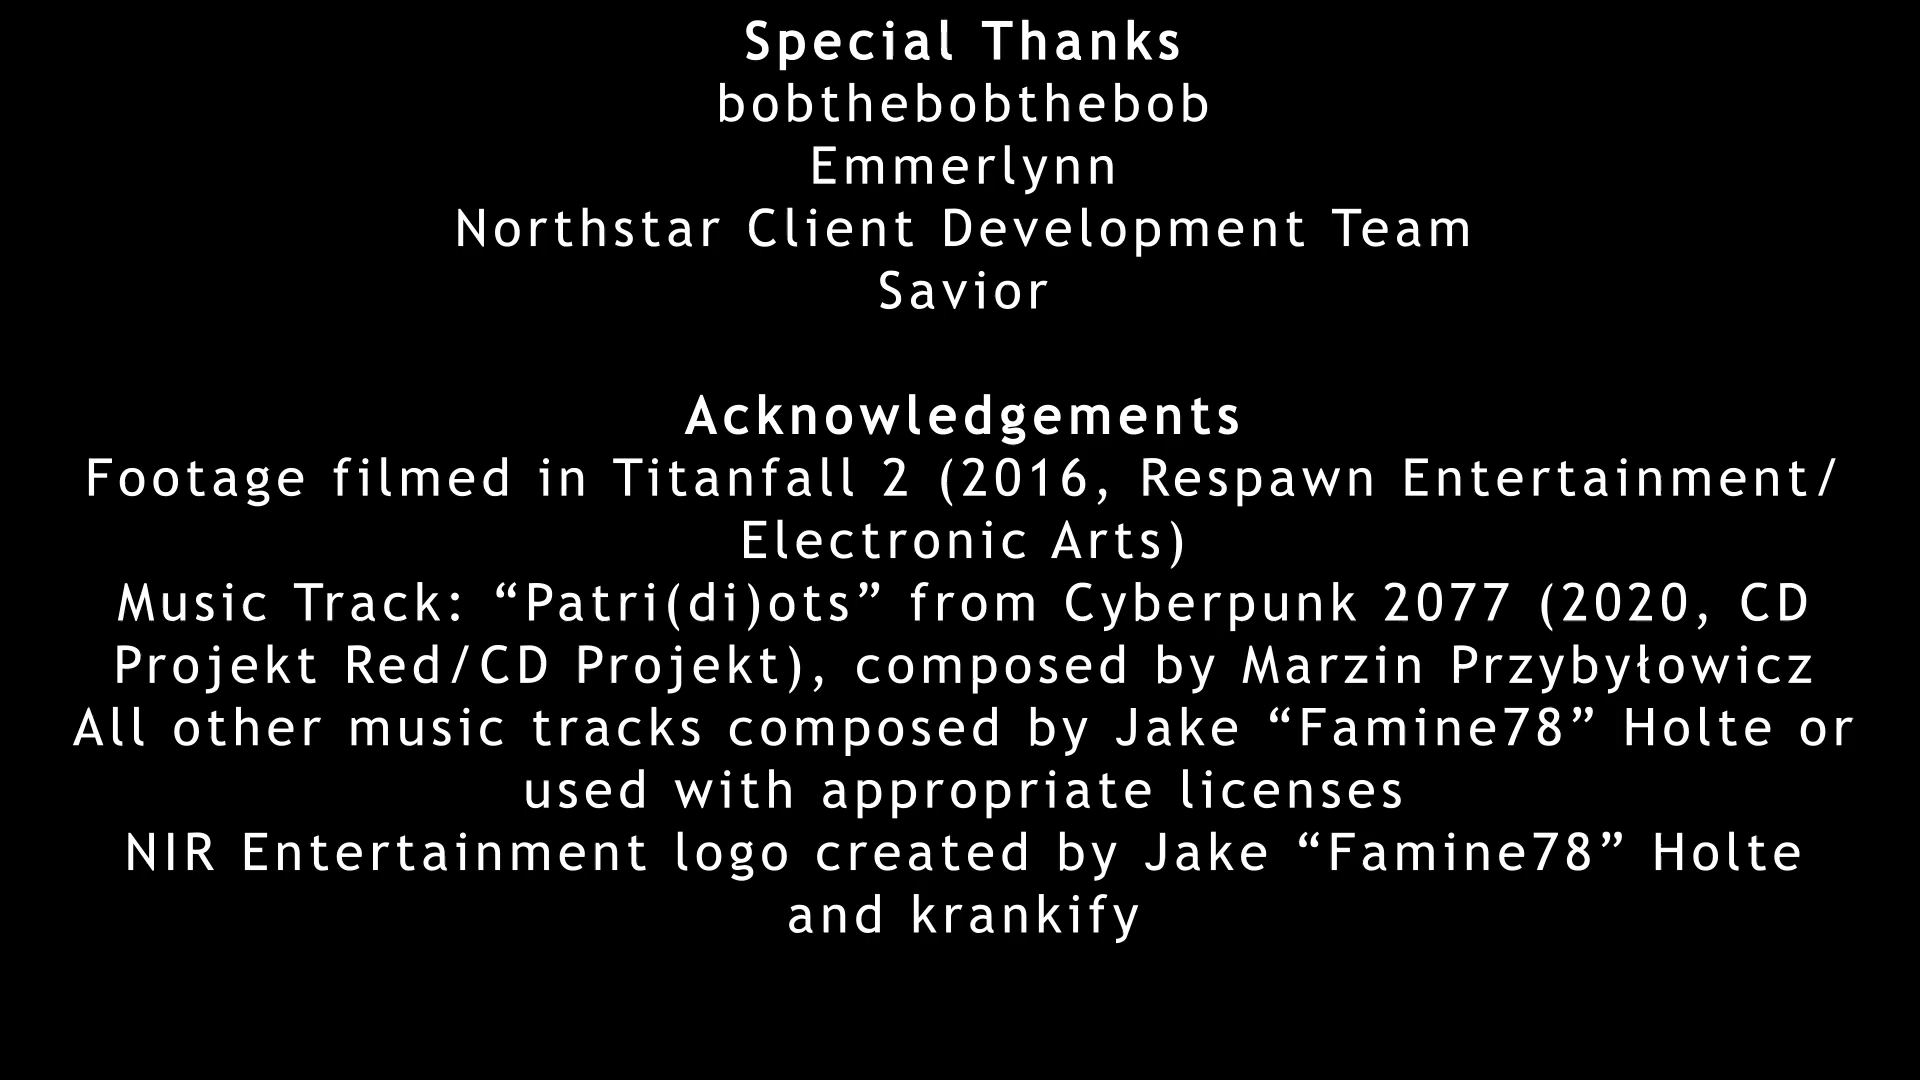 Special Thanks
bobthebobthebob
Emmerlynn
Northstar Client Development Team
Savior
Acknowledgements
Footage filmed in Titanfall 2 (2016, Respawn Entertainment/
Electronic Arts)
Music Track: “Patri(di)ots” from Cyberpunk 2077 (2020, CD
Projekt Red/CD Projekt), composed by Marzin Przybyłowicz
All other music tracks composed by Jake “Famine78” Holte or
used with appropriate licenses
NIR Entertainment logo created by Jake “Famine78” Holte
and krankify